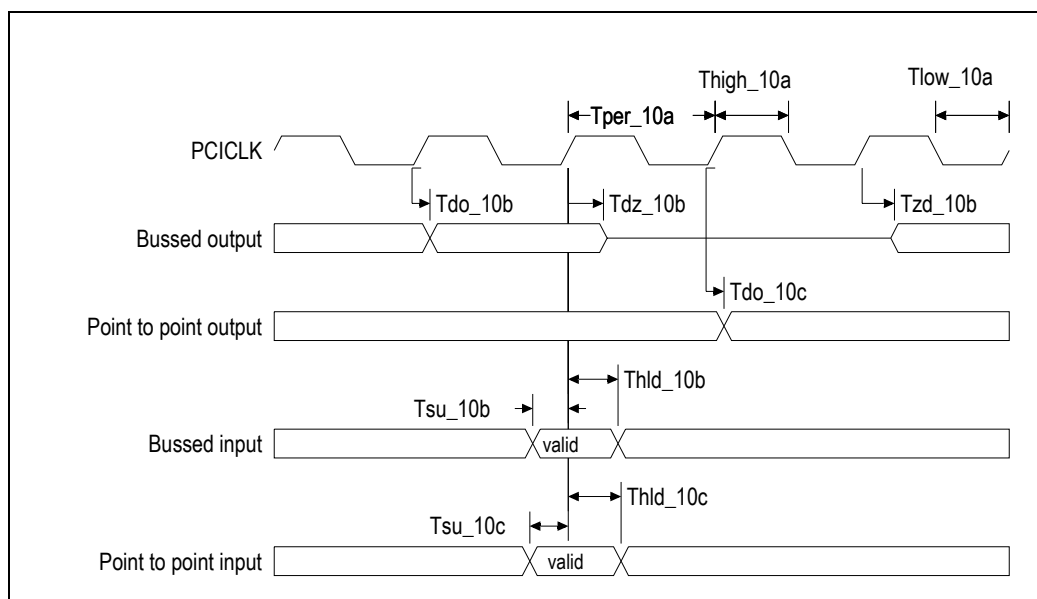 Thigh_10a
Tlow_10a
Tper_10a
PCICLK
Tdo_10b
Tdz_10b
Tzd_10b
Bussed output
Tdo_10c
Point to point output
Thld_10b
Tsu_10b
Bussed input
valid
Thld_10c
Tsu_10c
Point to point input
valid